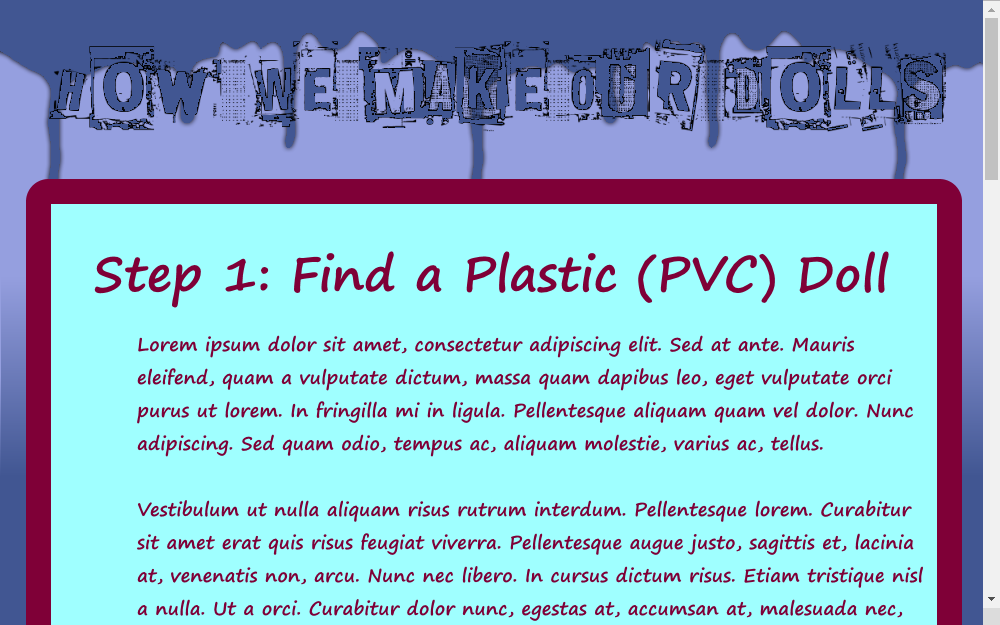 HOW WE MAKE OUR DOLLS
Step 1: Find a Plastic (PVC) Doll
Lorem ipsum dolor sit amet, consectetur adipiscing elit. Sed at ante. Mauris
eleifend, quam a vulputate dictum, massa quam dapibus leo, eget vulputate orci
purus ut lorem. In fringilla mi in ligula. Pellentesque aliquam quam vel dolor. Nunc
adipiscing. Sed quam odio, tempus ac, aliquam molestie, varius ac, tellus.
Vestibulum ut nulla aliquam risus rutrum interdum. Pellentesque lorem. Curabitur
sit amet erat quis risus feugiat viverra. Pellentesque augue justo, sagittis et, lacinia
at, venenatis non, arcu. Nunc nec libero. In cursus dictum risus. Etiam tristique nisl
a nulla. Ut a orci. Curabitur dolor nunc, egestas at, accumsan at, malesuada nec,